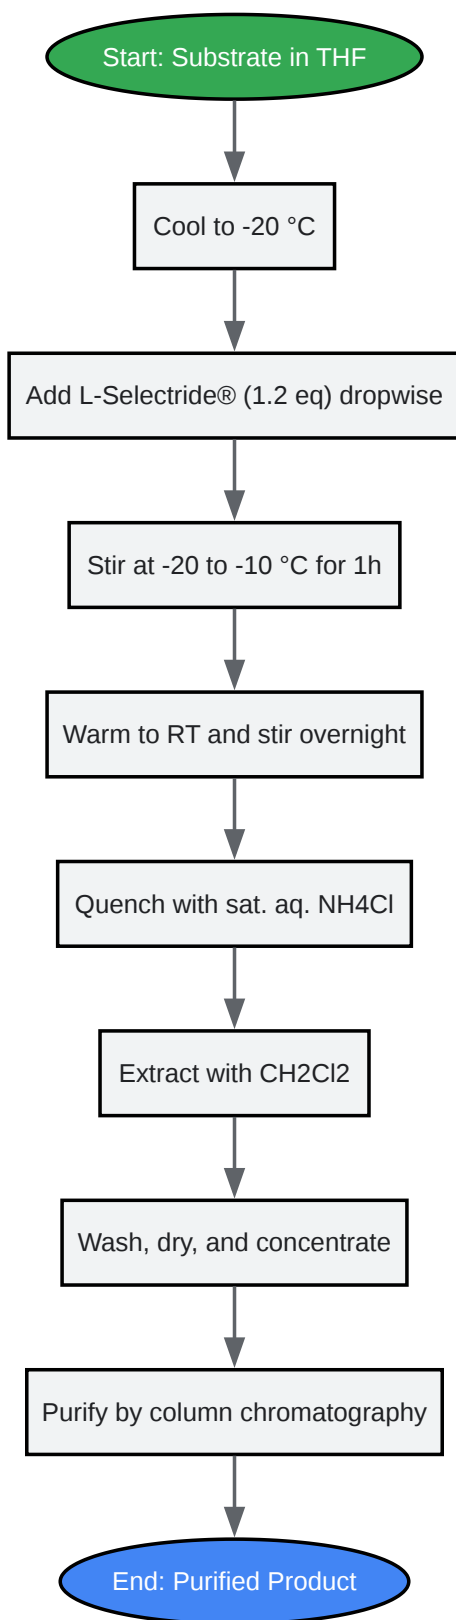 Start: Substrate in THF
Cool to -20 °C
Add L-Selectride® (1.2 eq) dropwise
Stir at -20 to -10 °C for 1h
Warm to RT and stir overnight
Quench with sat. aq. NH4Cl
Extract with CH2Cl2
Wash, dry, and concentrate
Purify by column chromatography
End: Purified Product